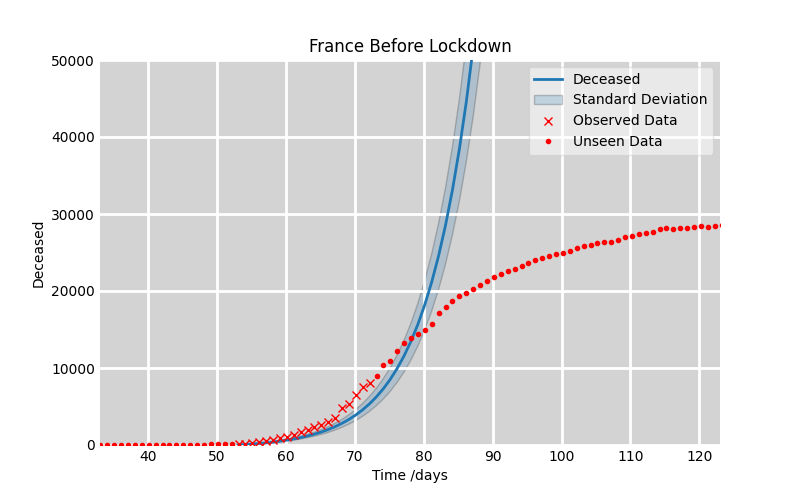 France Before Lockdown
50000
40000
30000
20000
10000
0
Deceased
Deceased
Standard Deviation
Observed Data
Unseen Data
40 50 60 70 80 90 100 110 120
Time /days